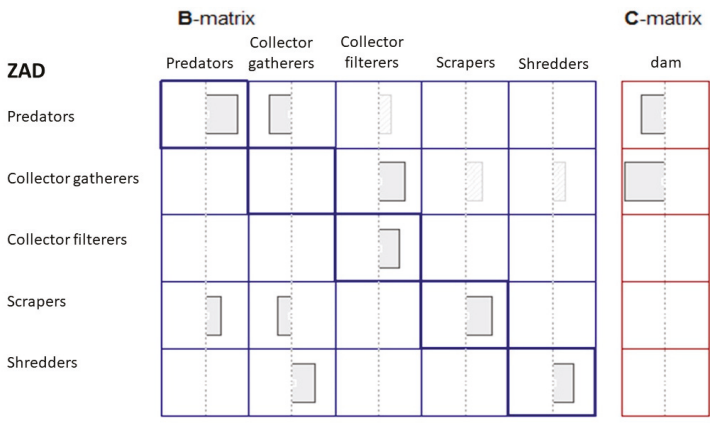 B-matrix
C-matrix
Collector Collector
ZAD Predators gatherers filterers Scrapers Shredders dam
Predators
Collector gatherers
Collector filterers
Scrapers
Shredders